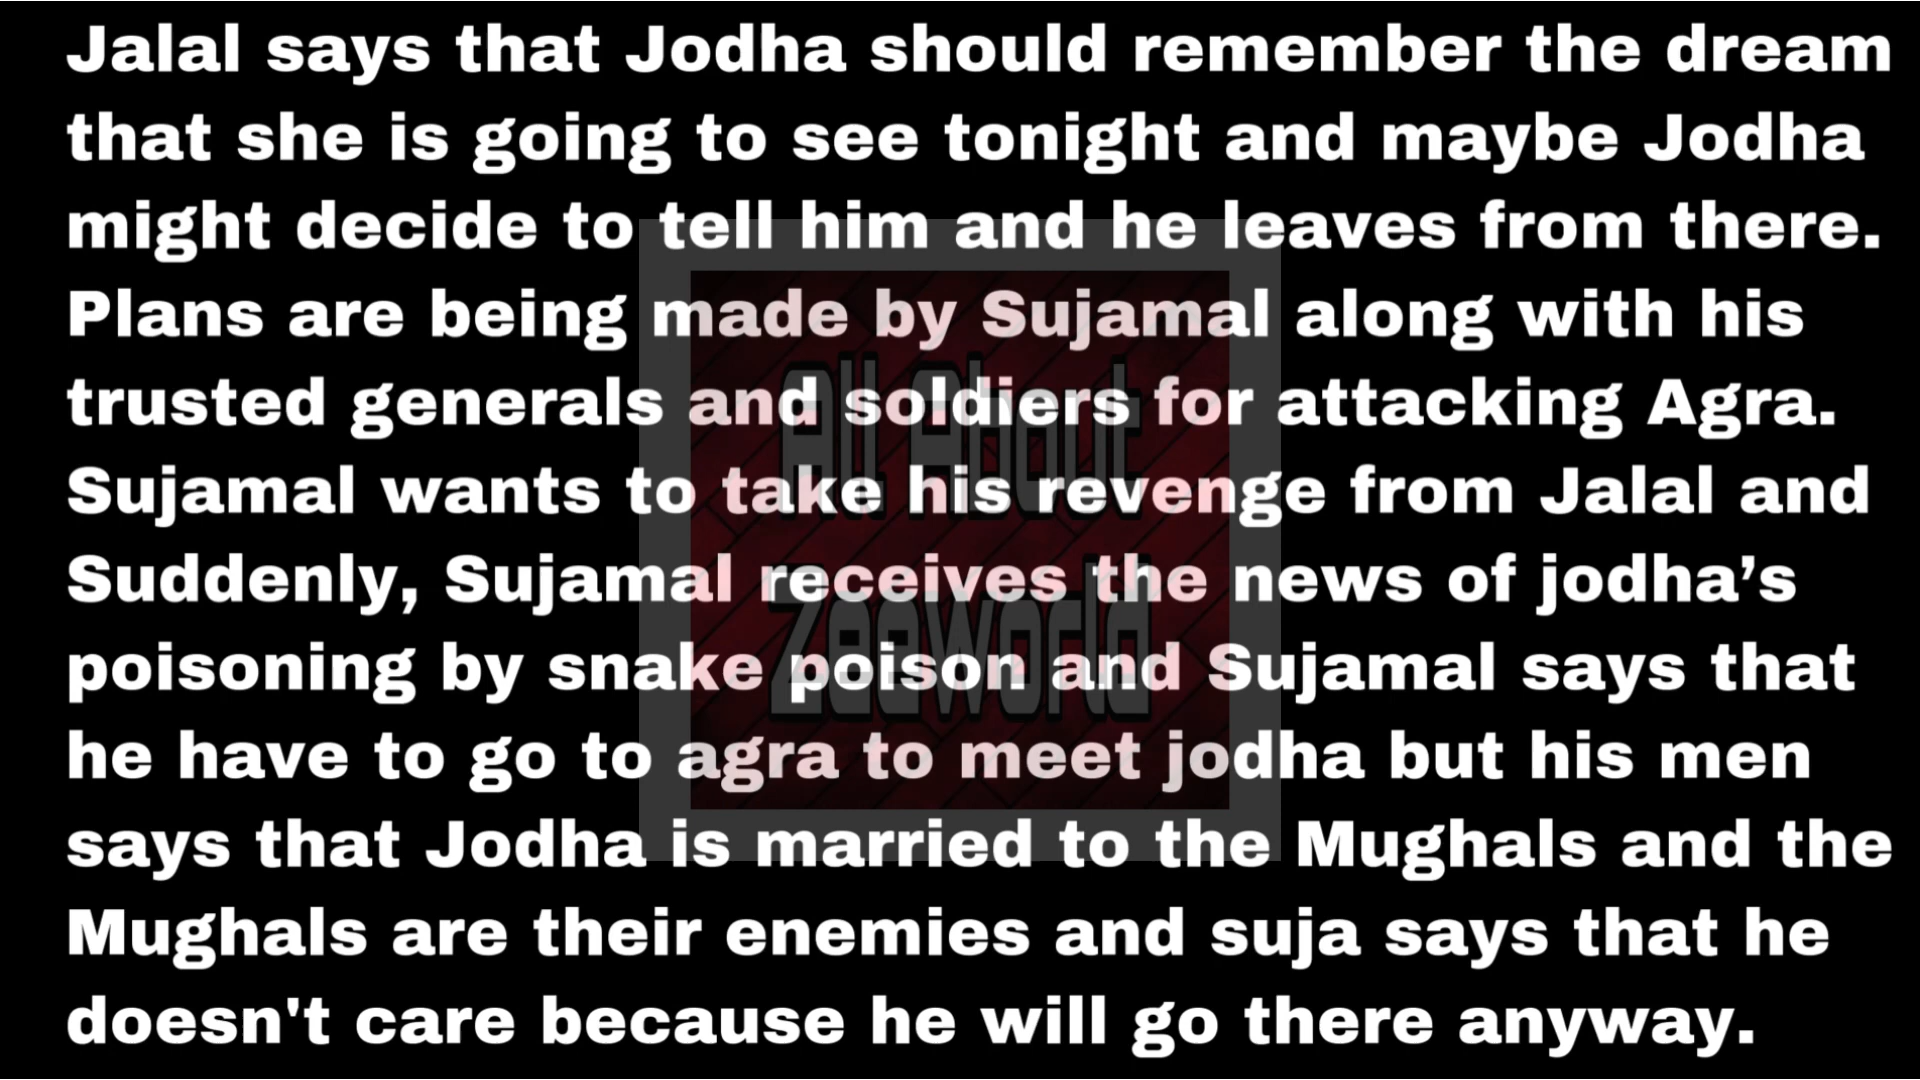 Jalal says that Jodha should remember the dream
that she is going to see tonight and maybe Jodha
might decide to tell him and he leaves from there.
Plans are being made by Sujamal along with his
trusted generals and soldiers for attacking Agra.
Sujamal wants to take his revenge from Jalal and
Suddenly, Sujamal receives the news of jodha’s
poisoning by snake poison and Sujamal says that
he have to go to agra to meet jodha but his men
says that Jodha is married to the Mughals and the
Mughals are their enemies and suja says that he
doesn't care because he will go there anyway.
All About
Zeeworld